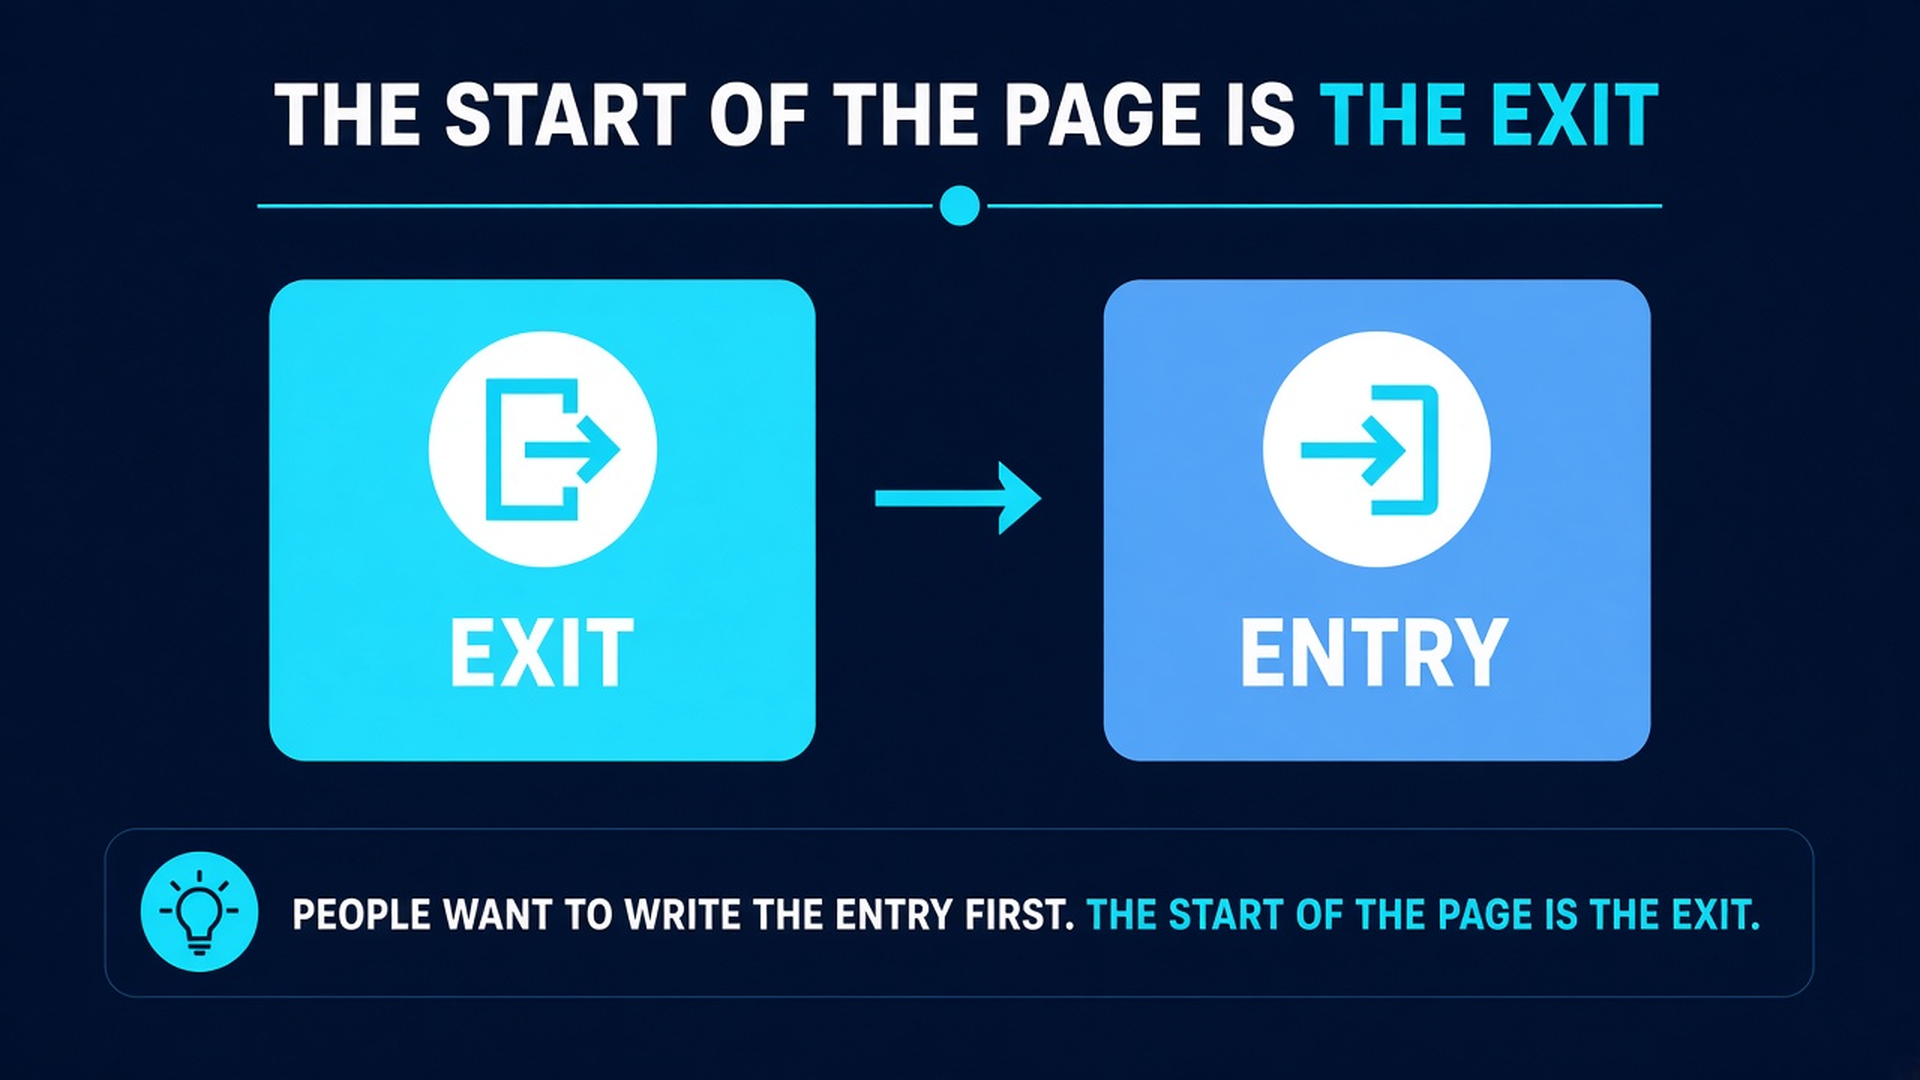 THE START OF THE PAGE IS THE EXIT
EXIT
ENTRY
PEOPLE WANT TO WRITE THE ENTRY FIRST. THE START OF THE PAGE IS THE EXIT.